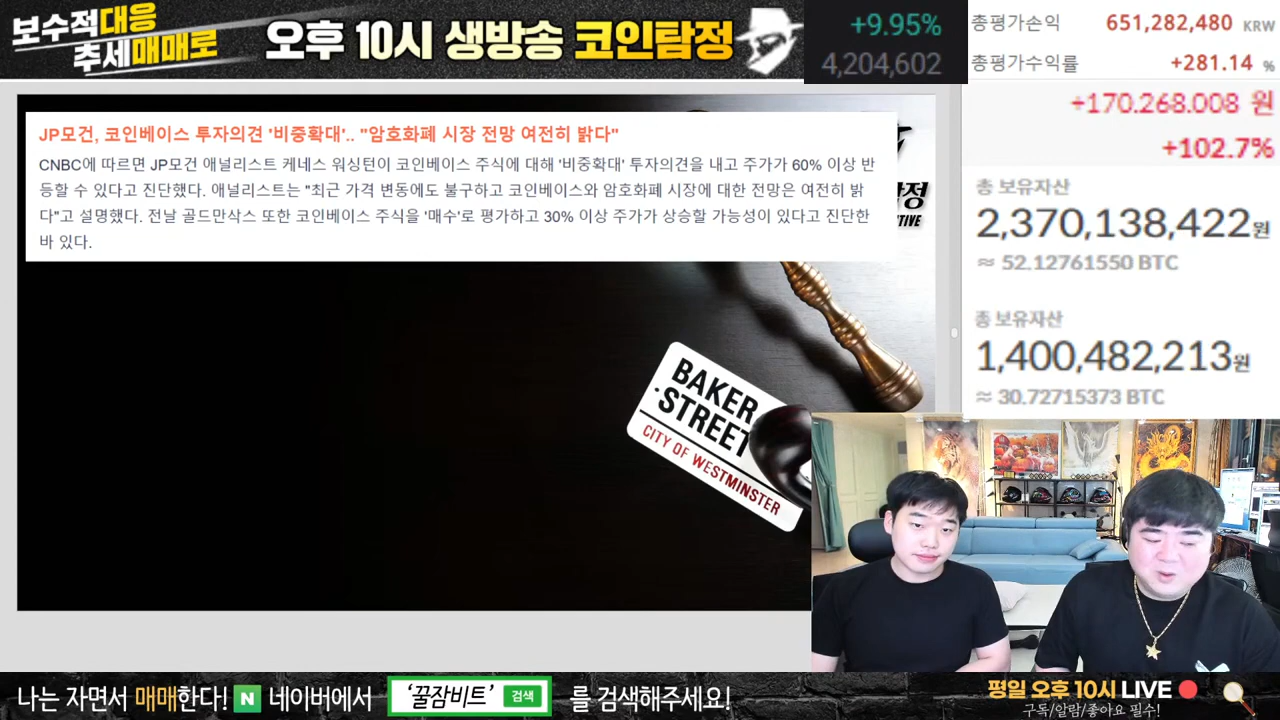 보수적대응
추세매매로
오후 10시 생방송 코인탐정
+9.95%
4,204,602
총평가손익 651,282,480 KRW
총평가수익률 +281.14 %
+170.268.008 원
+102.7%
총 보유자산
2,370,138,422원
≈ 52.12761550 BTC
총 보유자산
1,400,482,213원
≈ 30.72715373 BTC
JP모건, 코인베이스 투자의견 '비중확대'.. "암호화폐 시장 전망 여전히 밝다"
CNBC에 따르면 JP모건 애널리스트 케네스 워싱턴이 코인베이스 주식에 대해 '비중확대' 투자의견을 내고 주가가 60% 이상 반
등할 수 있다고 진단했다. 애널리스트는 "최근 가격 변동에도 불구하고 코인베이스와 암호화폐 시장에 대한 전망은 여전히 밝
다"고 설명했다. 전날 골드만삭스 또한 코인베이스 주식을 '매수'로 평가하고 30% 이상 주가가 상승할 가능성이 있다고 진단한
바 있다.
BAKER
STREET
CITY OF WESTMINSTER
나는 자면서 매매한다! N 네이버에서 '꿀잠비트' 검색 를 검색해주세요!
평일 오후 10시 LIVE
구독/알람/좋아요 필수!